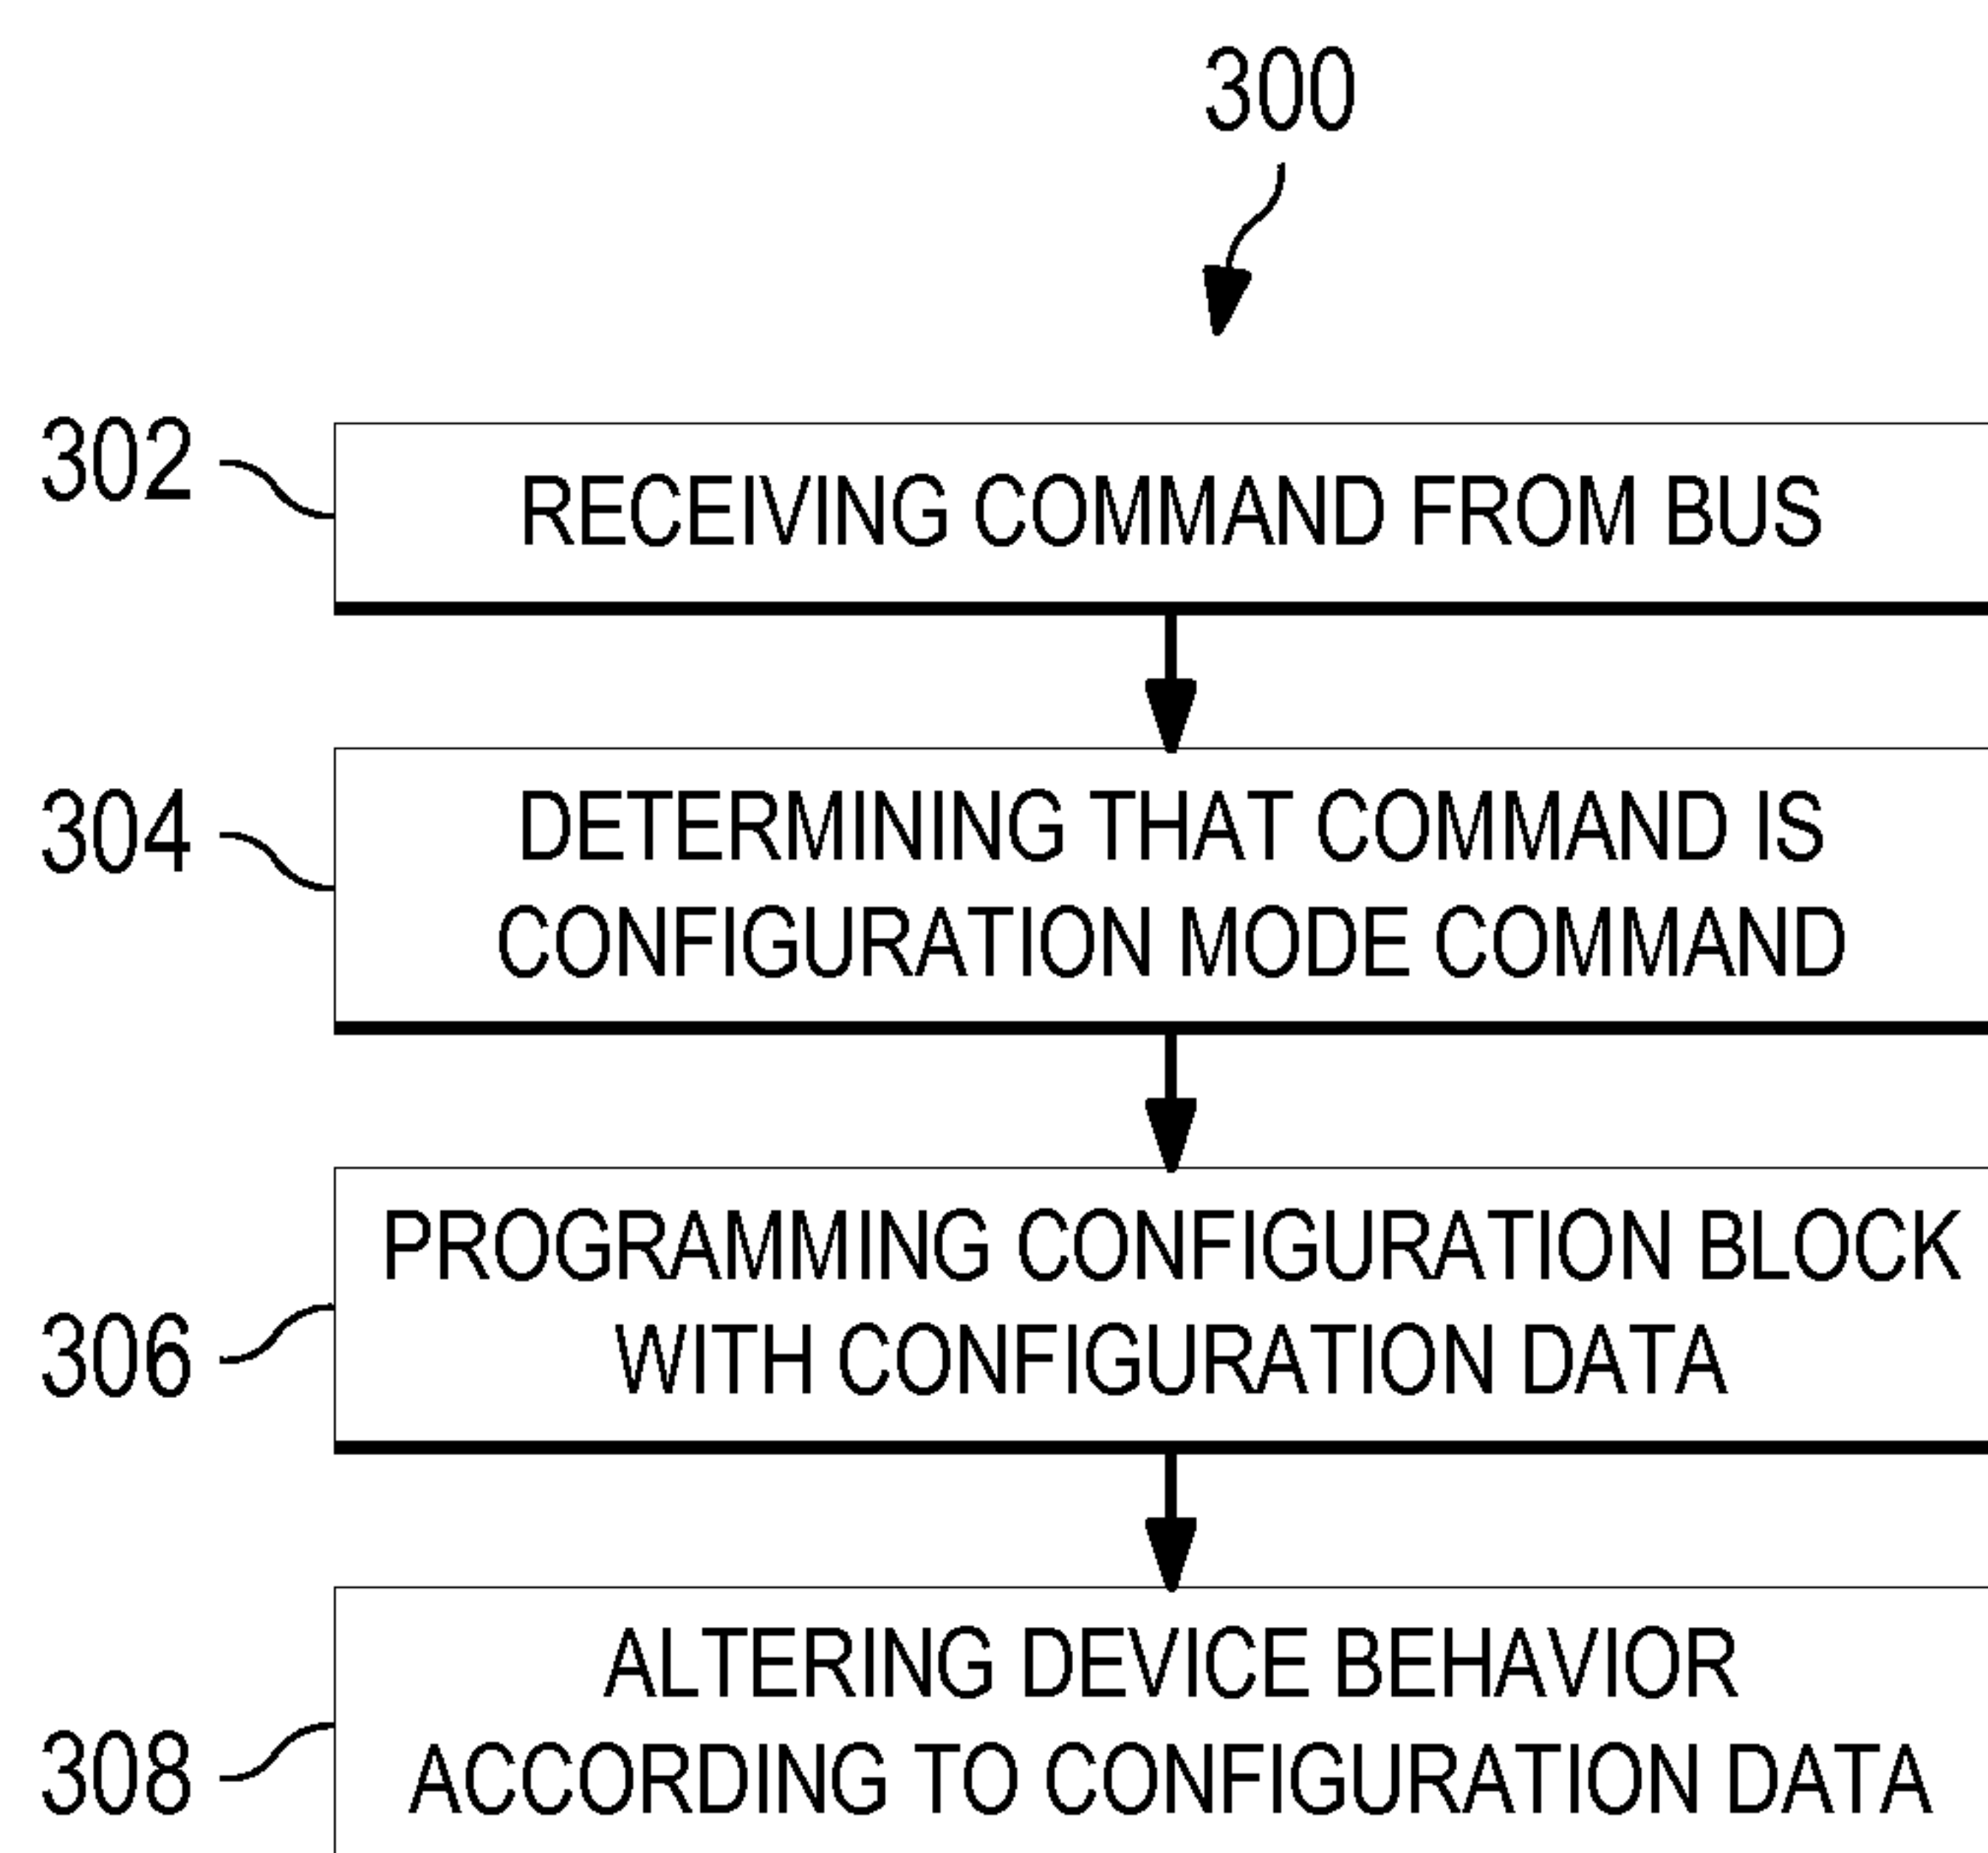 300
302
RECEIVING COMMAND FROM BUS
304
DETERMINING THAT COMMAND IS
CONFIGURATION MODE COMMAND
306
PROGRAMMING CONFIGURATION BLOCK
WITH CONFIGURATION DATA
308
ALTERING DEVICE BEHAVIOR
ACCORDING TO CONFIGURATION DATA